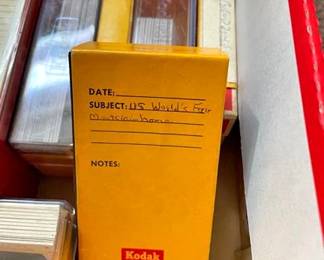 DATE:
SUBJECT: US World's Fair
NOTES:
Kodak